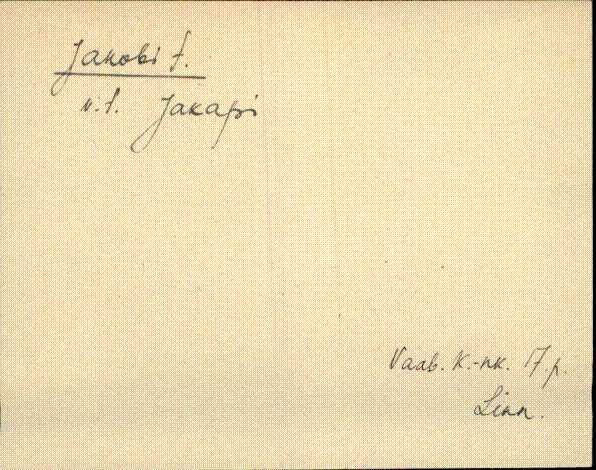 Jakobi t.
v. t. Jakapi
Vaab. K.-nk. 17. p.
Linn.